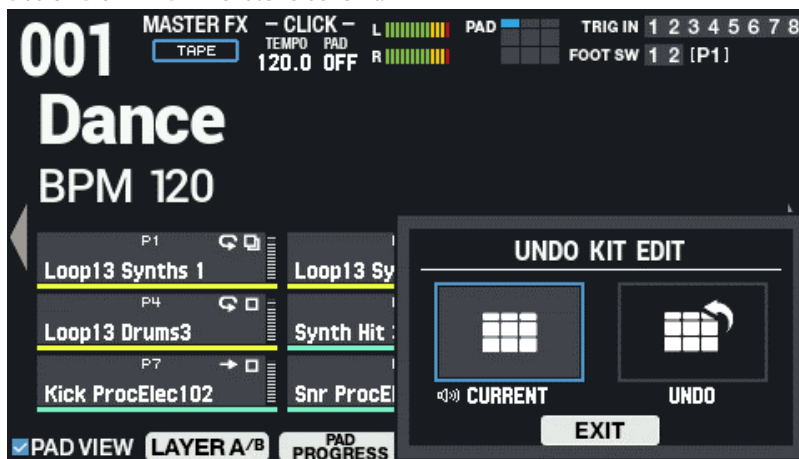 001
MASTER FX
TAPE
– CLICK –
TEMPO PAD
120.0 OFF
L
R
PAD
TRIG IN 1 2 3 4 5 6 7 8
FOOT SW 1 2 [P1]
Dance
BPM 120
P1
Loop13 Synths 1
Loop13 Sy
P4
Loop13 Drums3
Synth Hit
P7
Kick ProcElec102
Snr ProcEl
UNDO KIT EDIT
CURRENT
UNDO
EXIT
PAD VIEW
LAYER A/B
PAD
PROGRESS